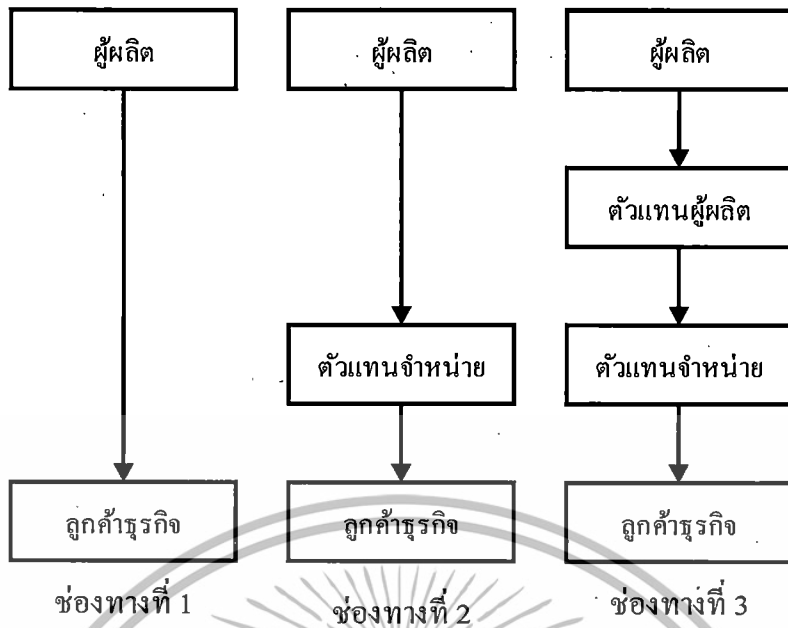 ผู้ผลิต ผู้ผลิต ผู้ผลิต
ตัวแทนผู้ผลิต
ตัวแทนจำหน่าย ตัวแทนจำหน่าย
ลูกค้าธุรกิจ ลูกค้าธุรกิจ ลูกค้าธุรกิจ
ช่องทางที่ 1 ช่องทางที่ 2 ช่องทางที่ 3